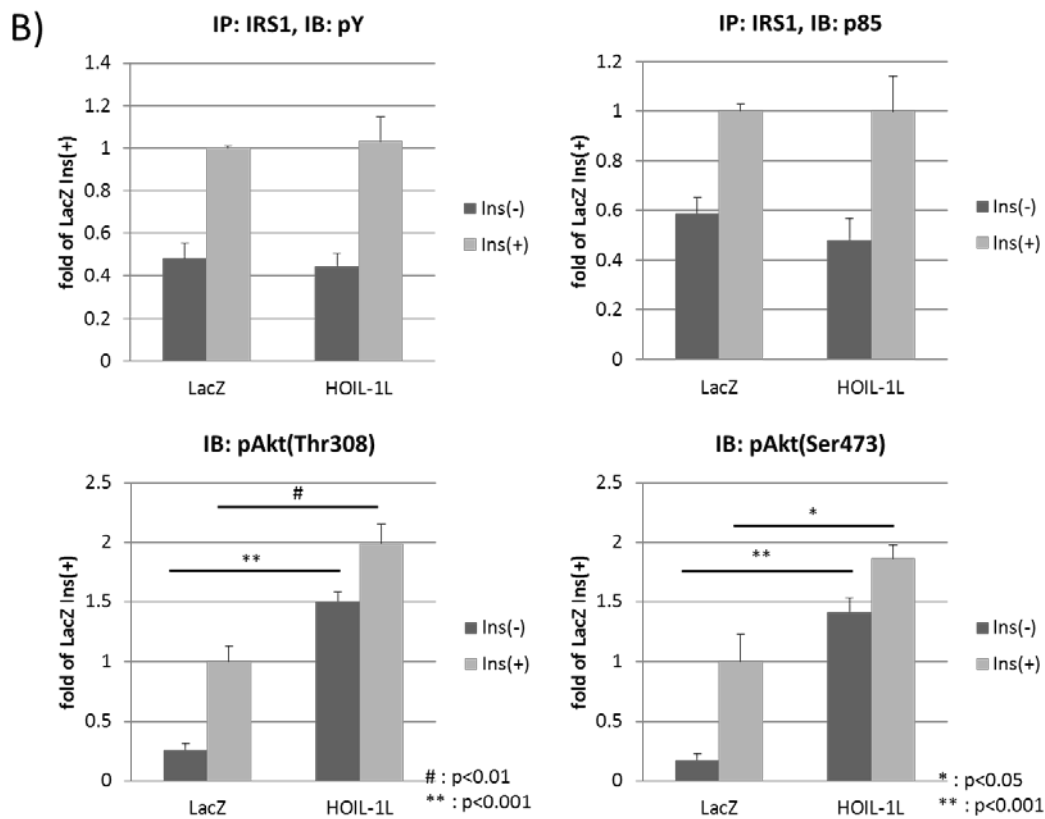 B)
IP: IRS1, IB: pY
fold of LacZ Ins(+)
1.4
1.2
1
0.8
0.6
0.4
0.2
0
LacZ
HOIL-1L
Ins(-)
Ins(+)
IP: IRS1, IB: p85
fold of LacZ Ins(+)
1.2
1
0.8
0.6
0.4
0.2
0
LacZ
HOIL-1L
Ins(-)
Ins(+)
IB: pAkt(Thr308)
fold of LacZ Ins(+)
2.5
2
1.5
1
0.5
0
#
**
LacZ
HOIL-1L
Ins(-)
Ins(+)
# : p<0.01
** : p<0.001
IB: pAkt(Ser473)
fold of LacZ Ins(+)
2.5
2
1.5
1
0.5
0
*
**
LacZ
HOIL-1L
Ins(-)
Ins(+)
* : p<0.05
** : p<0.001